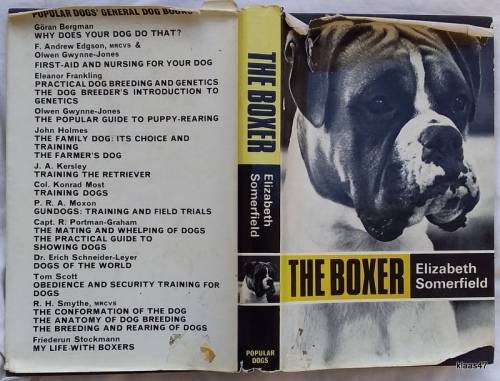 POPULAR DOGS' GENERAL DOG BOOKS
Göran Bergman
WHY DOES YOUR DOG DO THAT?
F. Andrew Edgson, MRCVS &
Olwen Gwynne-Jones
FIRST-AID AND NURSING FOR YOUR DOG
Eleanor Frankling
PRACTICAL DOG BREEDING AND GENETICS
THE DOG BREEDER'S INTRODUCTION TO
GENETICS
Olwen Gwynne-Jones
THE POPULAR GUIDE TO PUPPY-REARING
John Holmes
THE FAMILY DOG: ITS CHOICE AND
TRAINING
THE FARMER'S DOG
J. A. Kersley
TRAINING THE RETRIEVER
Col. Konrad Most
TRAINING DOGS
P. R. A. Moxon
GUNDOGS: TRAINING AND FIELD TRIALS
Capt. R. Portman-Graham
THE MATING AND WHELPING OF DOGS
THE PRACTICAL GUIDE TO
SHOWING DOGS
Dr. Erich Schneider-Leyer
DOGS OF THE WORLD
Tom Scott
OBEDIENCE AND SECURITY TRAINING FOR
DOGS
R. H. Smythe, MRCVS
THE CONFORMATION OF THE DOG
THE ANATOMY OF DOG BREEDING
THE BREEDING AND REARING OF DOGS
Friederun Stockmann
MY LIFE WITH BOXERS
THE BOXER
Elizabeth
Somerfield
POPULAR
DOGS
THE BOXER
Elizabeth
Somerfield
klaas47